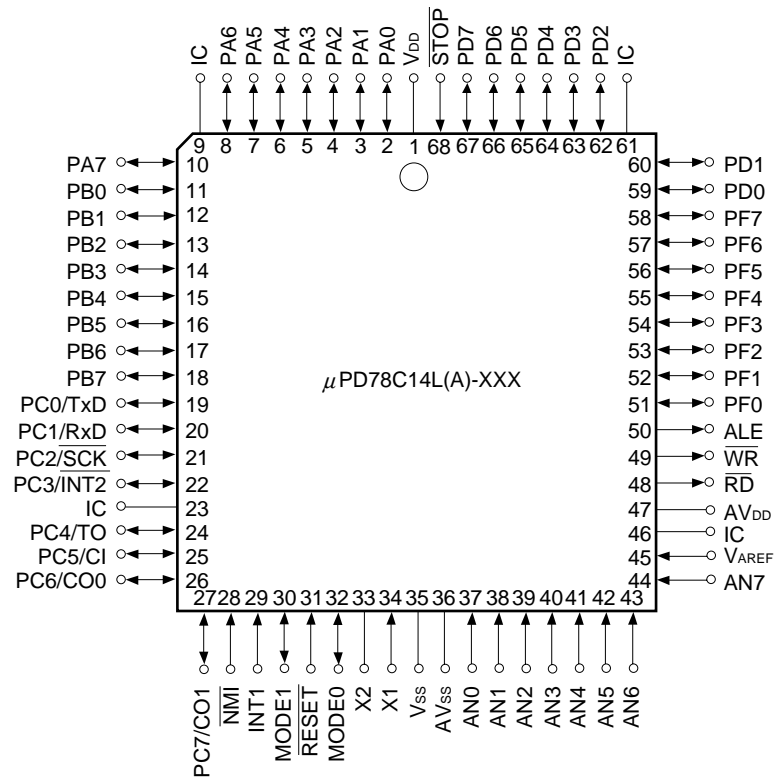 IC PA6 PA5 PA4 PA3 PA2 PA1 PA0 VDD STOP PD7 PD6 PD5 PD4 PD3 PD2 IC
9 8 7 6 5 4 3 2 1 68 67 66 65 64 63 62 61
PA7 10 60 PD1
PB0 11 59 PD0
PB1 12 58 PF7
PB2 13 57 PF6
PB3 14 56 PF5
PB4 15 55 PF4
PB5 16 54 PF3
PB6 17 53 PF2
PB7 18 52 PF1
μPD78C14L(A)-XXX
PC0/TxD 19 51 PF0
PC1/RxD 20 50 ALE
PC2/SCK 21 49 WR
PC3/INT2 22 48 RD
IC 23 47 AVDD
PC4/TO 24 46 IC
PC5/CI 25 45 VAREF
PC6/CO0 26 44 AN7
27 28 29 30 31 32 33 34 35 36 37 38 39 40 41 42 43
PC7/CO1 NMI INT1 MODE1 RESET MODE0 X2 X1 VSS AVSS AN0 AN1 AN2 AN3 AN4 AN5 AN6